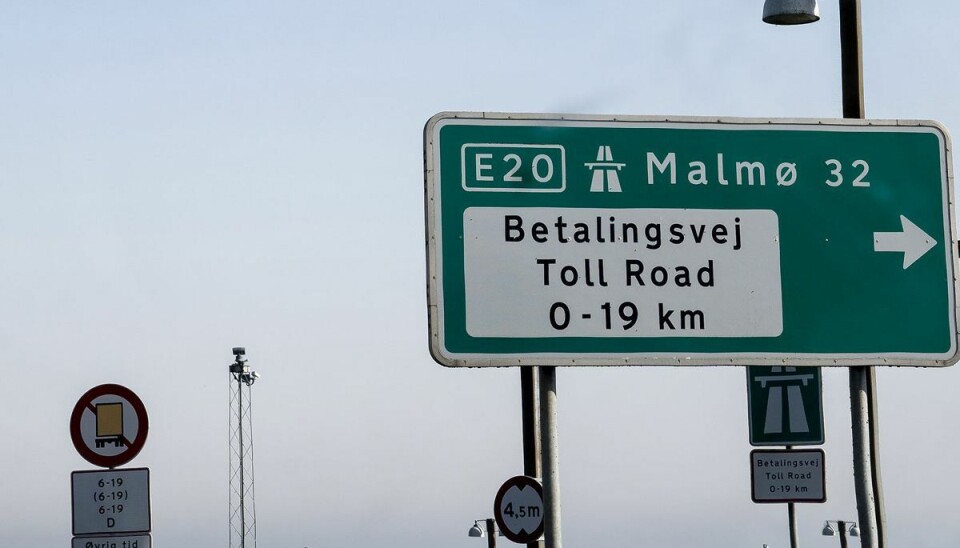 E20 Malmø 32
Betalingsvej
Toll Road
0-19 km
Betalingsvej
Toll Road
0-19 km
6-19
(6-19)
6-19
D
Øvrig tid
4,5m